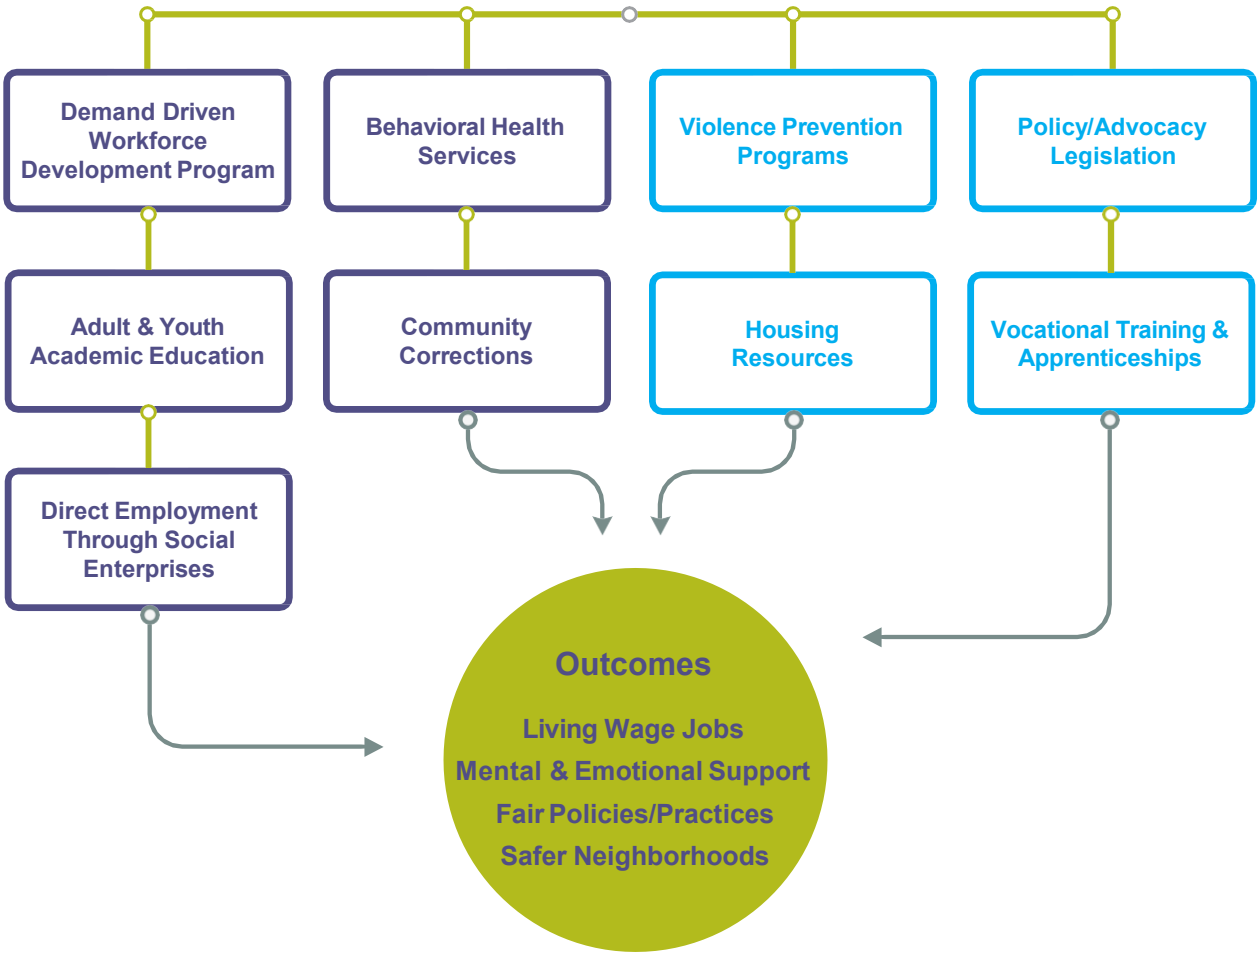 Demand Driven
Workforce
Development Program
Behavioral Health
Services
Violence Prevention
Programs
Policy/Advocacy
Legislation
Adult & Youth
Academic Education
Community
Corrections
Housing
Resources
Vocational Training &
Apprenticeships
Direct Employment
Through Social
Enterprises
Outcomes
Living Wage Jobs
Mental & Emotional Support
Fair Policies/Practices
Safer Neighborhoods